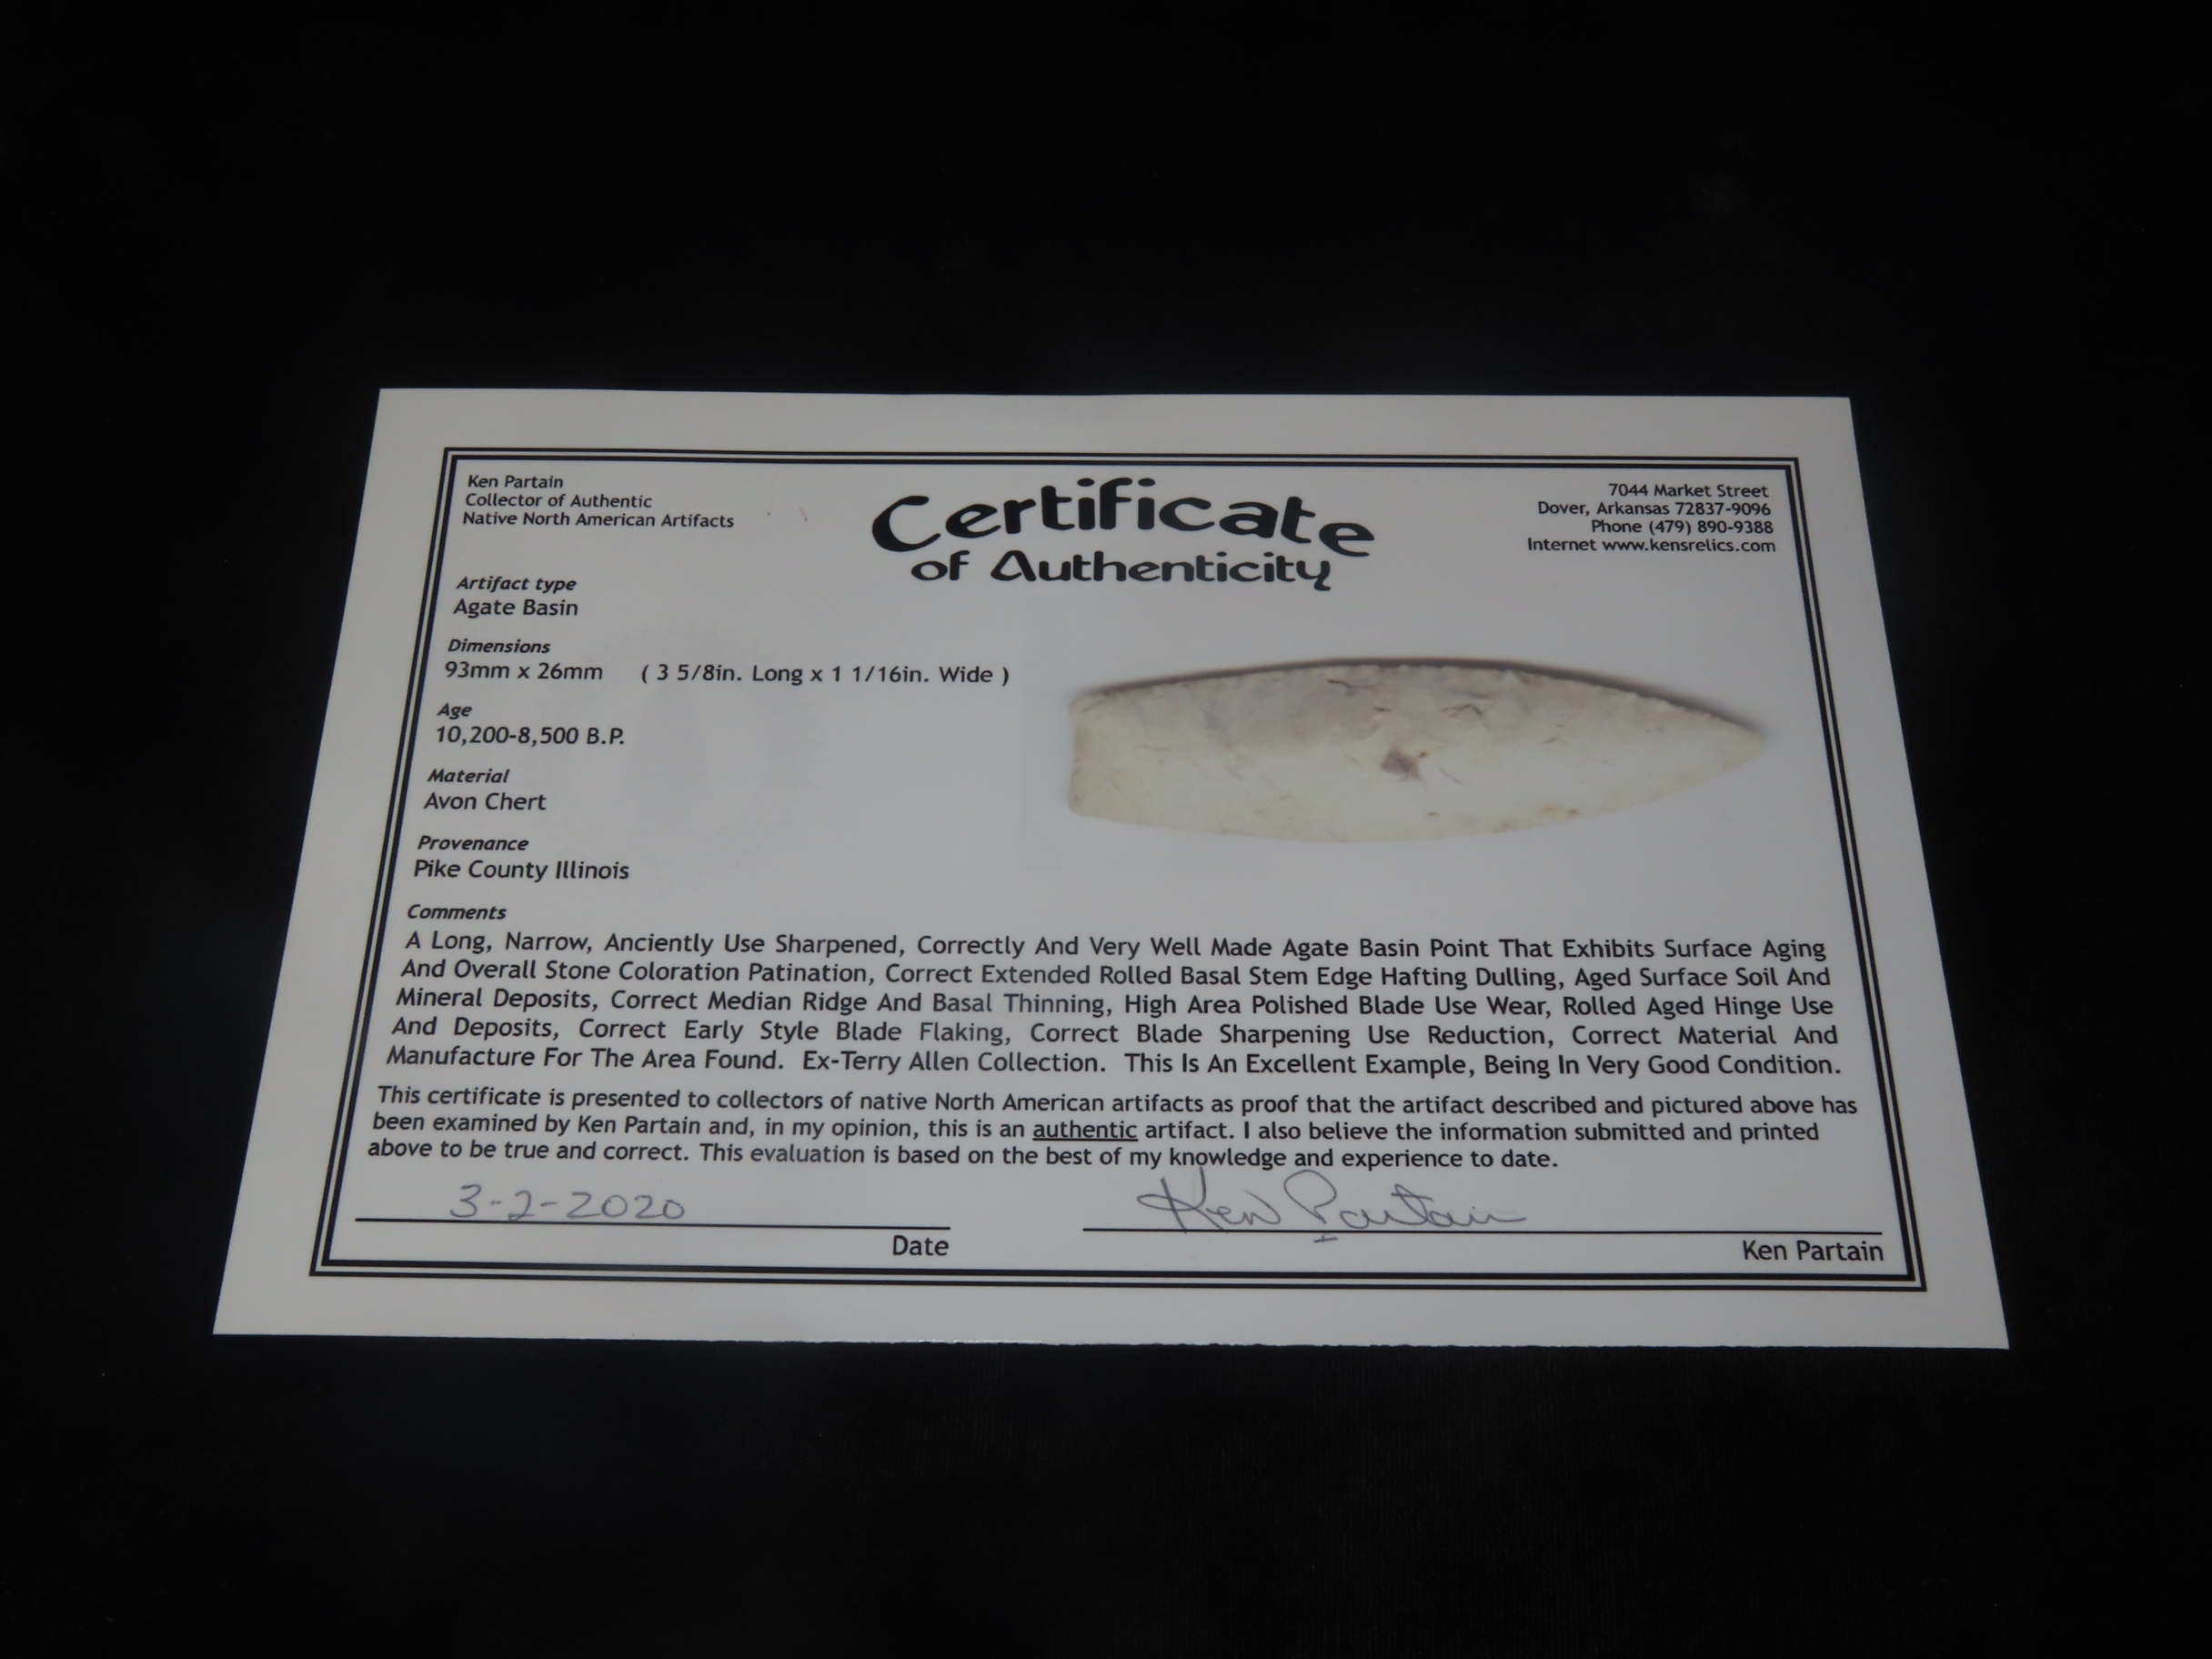 Ken Partain
Collector of Authentic
Native North American Artifacts
Certificate
of Authenticity
7044 Market Street
Dover, Arkansas 72837-9096
Phone (479) 890-9388
Internet www.kensrelics.com
Artifact type
Agate Basin
Dimensions
93mm x 26mm ( 3 5/8in. Long x 1 1/16in. Wide )
Age
10,200-8,500 B.P.
Material
Avon Chert
Provenance
Pike County Illinois
Comments
A Long, Narrow, Anciently Use Sharpened, Correctly And Very Well Made Agate Basin Point That Exhibits Surface Aging
And Overall Stone Coloration Patination, Correct Extended Rolled Basal Stem Edge Hafting Dulling, Aged Surface Soil And
Mineral Deposits, Correct Median Ridge And Basal Thinning, High Area Polished Blade Use Wear, Rolled Aged Hinge Use
And Deposits, Correct Early Style Blade Flaking, Correct Blade Sharpening Use Reduction, Correct Material And
Manufacture For The Area Found. Ex-Terry Allen Collection. This Is An Excellent Example, Being In Very Good Condition.
This certificate is presented to collectors of native North American artifacts as proof that the artifact described and pictured above has
been examined by Ken Partain and, in my opinion, this is an authentic artifact. I also believe the information submitted and printed
above to be true and correct. This evaluation is based on the best of my knowledge and experience to date.
3-2-2020
Ken Partain
Date
Ken Partain